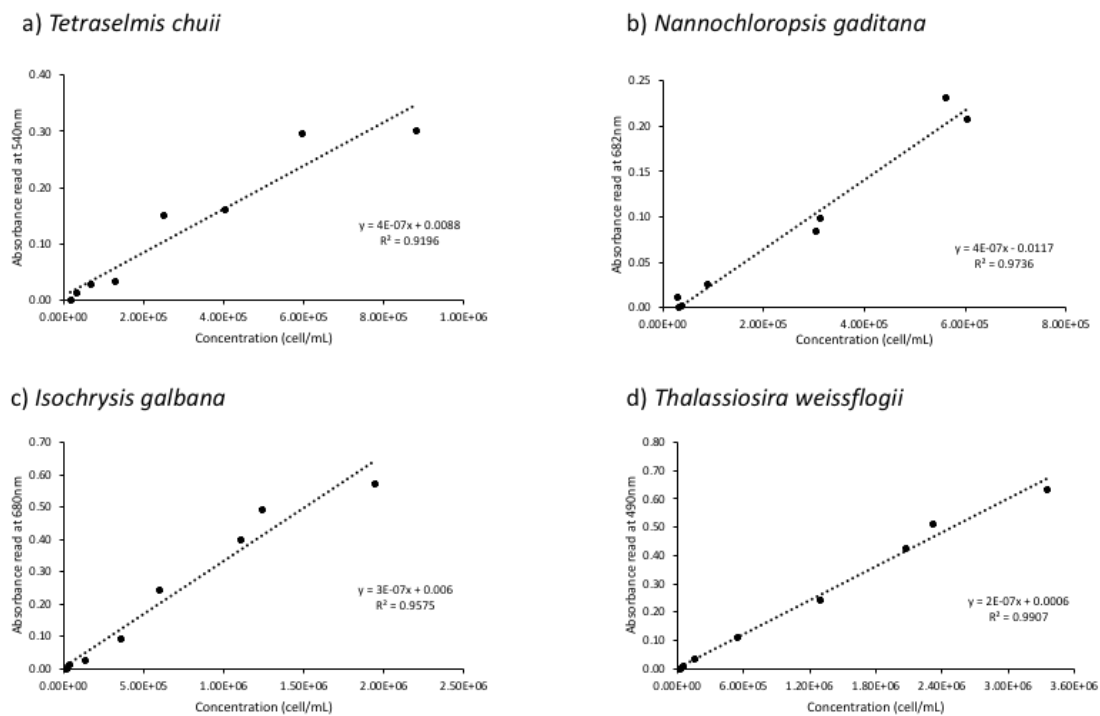 a) Tetraselmis chuii
0.40
0.30
0.20
0.10
0.00
Absorbance read at 540nm
y = 4E-07x + 0.0088
R² = 0.9196
0.00E+00 2.00E+05 4.00E+05 6.00E+05 8.00E+05 1.00E+06
Concentration (cell/mL)
b) Nannochloropsis gaditana
0.25
0.20
0.15
0.10
0.05
0.00
Absorbance read at 682nm
y = 4E-07x - 0.0117
R² = 0.9736
0.00E+00 2.00E+05 4.00E+05 6.00E+05 8.00E+05
Concentration (cell/mL)
c) Isochrysis galbana
0.70
0.60
0.50
0.40
0.30
0.20
0.10
0.00
Absorbance read at 680nm
y = 3E-07x + 0.006
R² = 0.9575
0.00E+00 5.00E+05 1.00E+06 1.50E+06 2.00E+06 2.50E+06
Concentration (cell/mL)
d) Thalassiosira weissflogii
0.80
0.70
0.60
0.50
0.40
0.30
0.20
0.10
0.00
Absorbance read at 490nm
y = 2E-07x + 0.0006
R² = 0.9907
0.00E+00 6.00E+05 1.20E+06 1.80E+06 2.40E+06 3.00E+06 3.60E+06
Concentration (cell/mL)